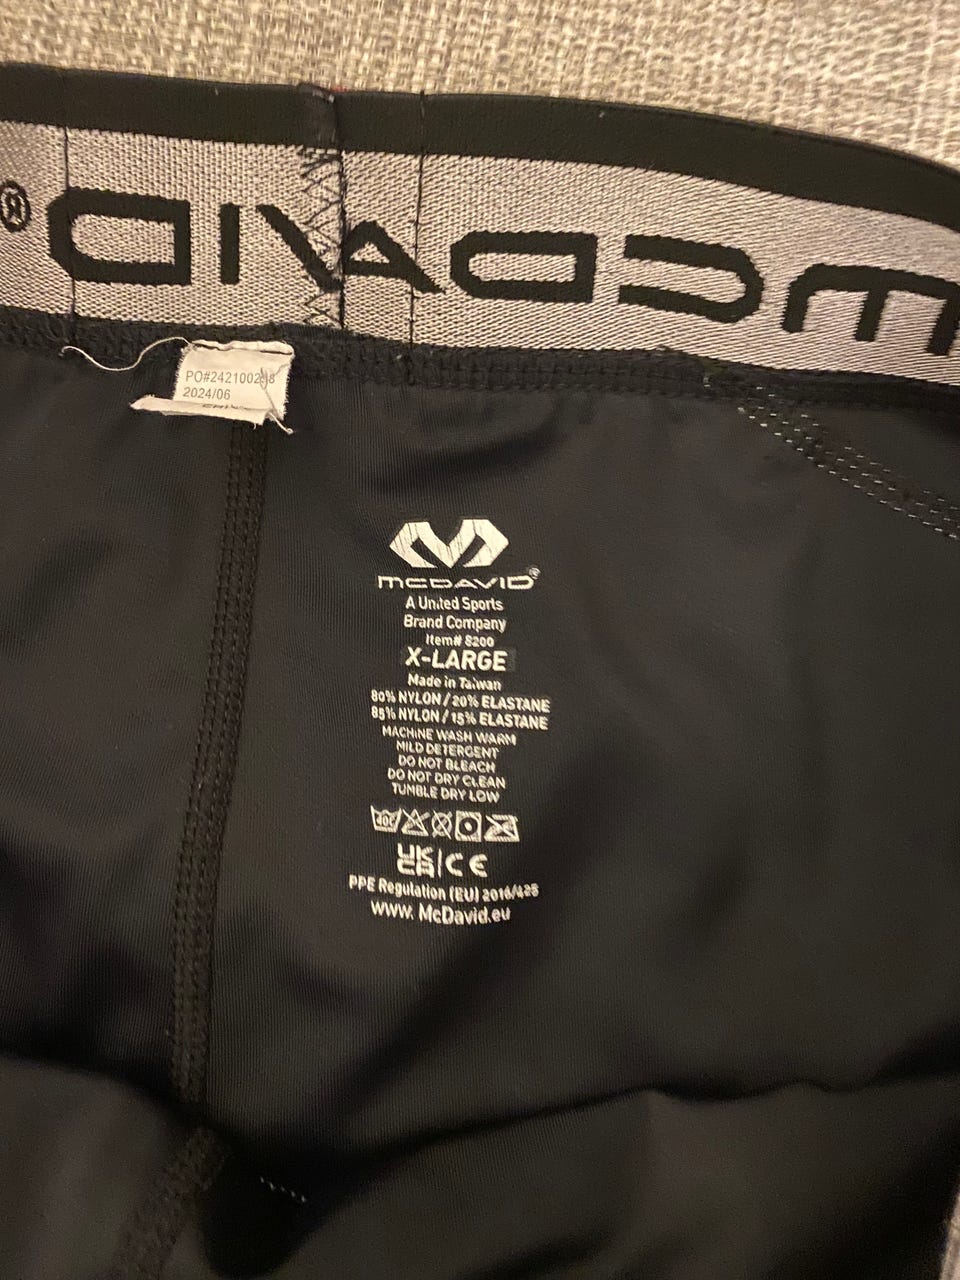 McDAVID®
PO#242100298
2024/06
McDAVID®
A United Sports
Brand Company
Item# 8200
X-LARGE
Made in Taiwan
80% NYLON / 20% ELASTANE
85% NYLON / 15% ELASTANE
MACHINE WASH WARM
MILD DETERGENT
DO NOT BLEACH
DO NOT DRY CLEAN
TUMBLE DRY LOW
40C
UK
CA | CE
PPE Regulation (EU) 2016/425
www. McDavid.eu